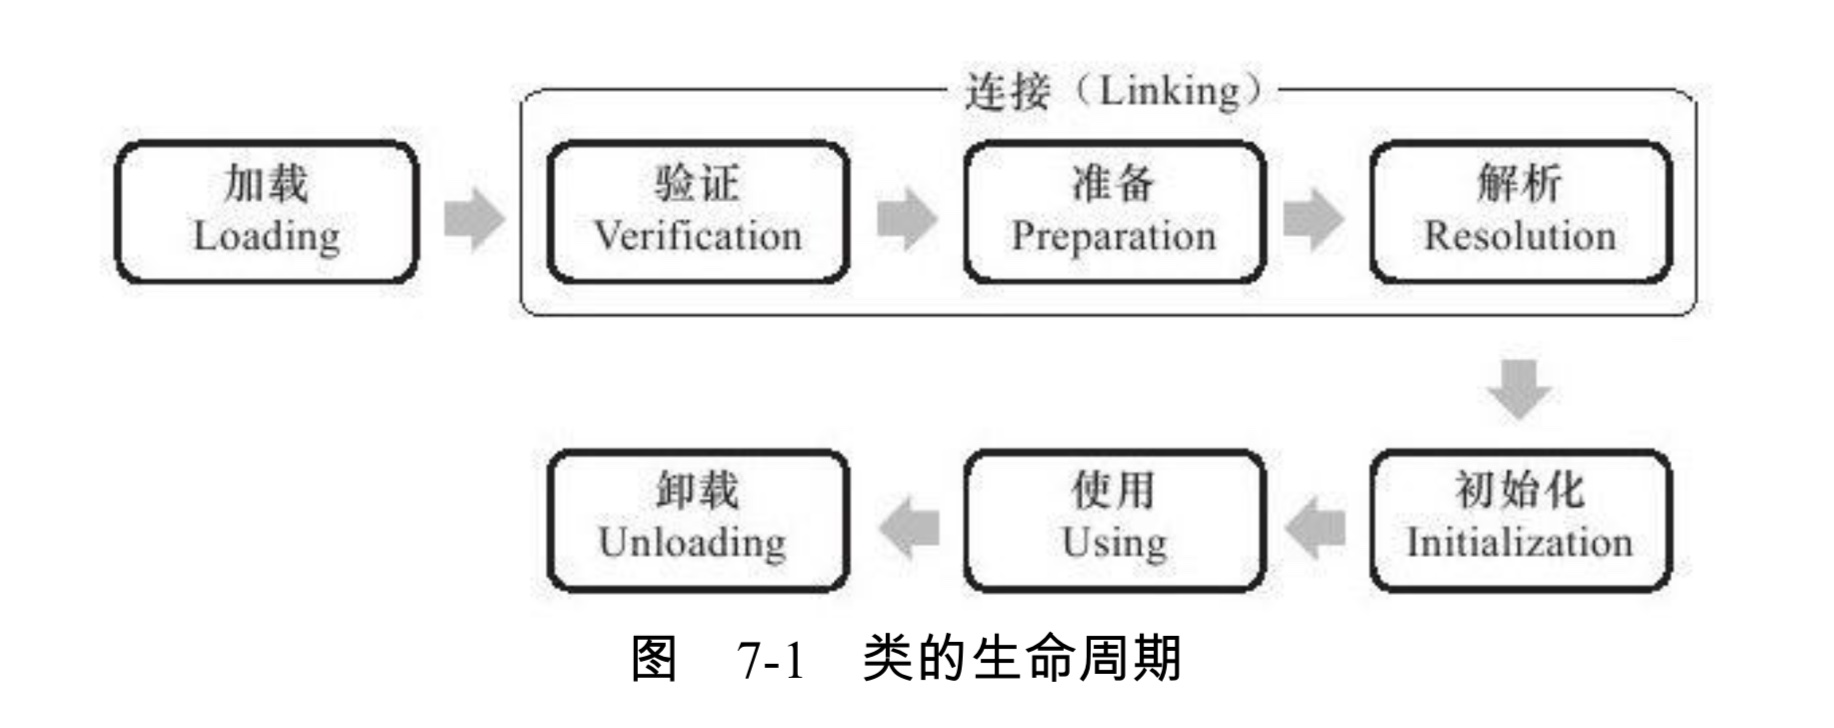 连接（Linking）
加载
Loading
验证
Verification
准备
Preparation
解析
Resolution
卸载
Unloading
使用
Using
初始化
Initialization
图 7-1 类的生命周期